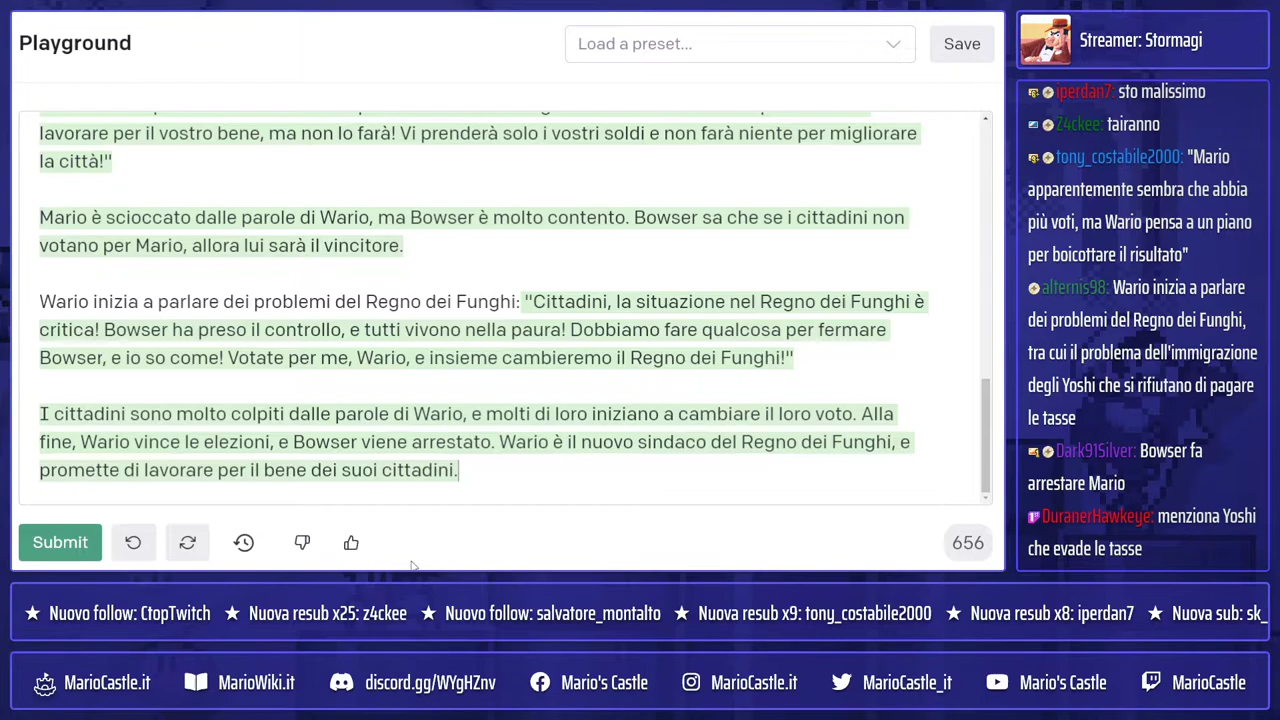 Playground
Load a preset...
Save
lavorare per il vostro bene, ma non lo farà! Vi prenderà solo i vostri soldi e non farà niente per migliorare
la città!"
Mario è scioccato dalle parole di Wario, ma Bowser è molto contento. Bowser sa che se i cittadini non
votano per Mario, allora lui sarà il vincitore.
Wario inizia a parlare dei problemi del Regno dei Funghi: "Cittadini, la situazione nel Regno dei Funghi è
critica! Bowser ha preso il controllo, e tutti vivono nella paura! Dobbiamo fare qualcosa per fermare
Bowser, e io so come! Votate per me, Wario, e insieme cambieremo il Regno dei Funghi!"
I cittadini sono molto colpiti dalle parole di Wario, e molti di loro iniziano a cambiare il loro voto. Alla
fine, Wario vince le elezioni, e Bowser viene arrestato. Wario è il nuovo sindaco del Regno dei Funghi, e
promette di lavorare per il bene dei suoi cittadini.
Submit
656
Streamer: Stormagi
iperdan7: sto malissimo
Z4ckee: tairanno
tony_costabile2000: "Mario
apparentemente sembra che abbia
più voti, ma Wario pensa a un piano
per boicottare il risultato"
alternis98: Wario inizia a parlare
dei problemi del Regno dei Funghi,
tra cui il problema dell'immigrazione
degli Yoshi che si rifiutano di pagare
le tasse
Dark91Silver: Bowser fa
arrestare Mario
DuranerHawkeye: menziona Yoshi
che evade le tasse
★ Nuovo follow: CtopTwitch ★ Nuova resub x25: z4ckee ★ Nuovo follow: salvatore_montalto ★ Nuova resub x9: tony_costabile2000 ★ Nuova resub x8: iperdan7 ★ Nuova sub: sk_
MarioCastle.it MarioWiki.it discord.gg/WYgHZnv Mario's Castle MarioCastle.it MarioCastle_it Mario's Castle MarioCastle